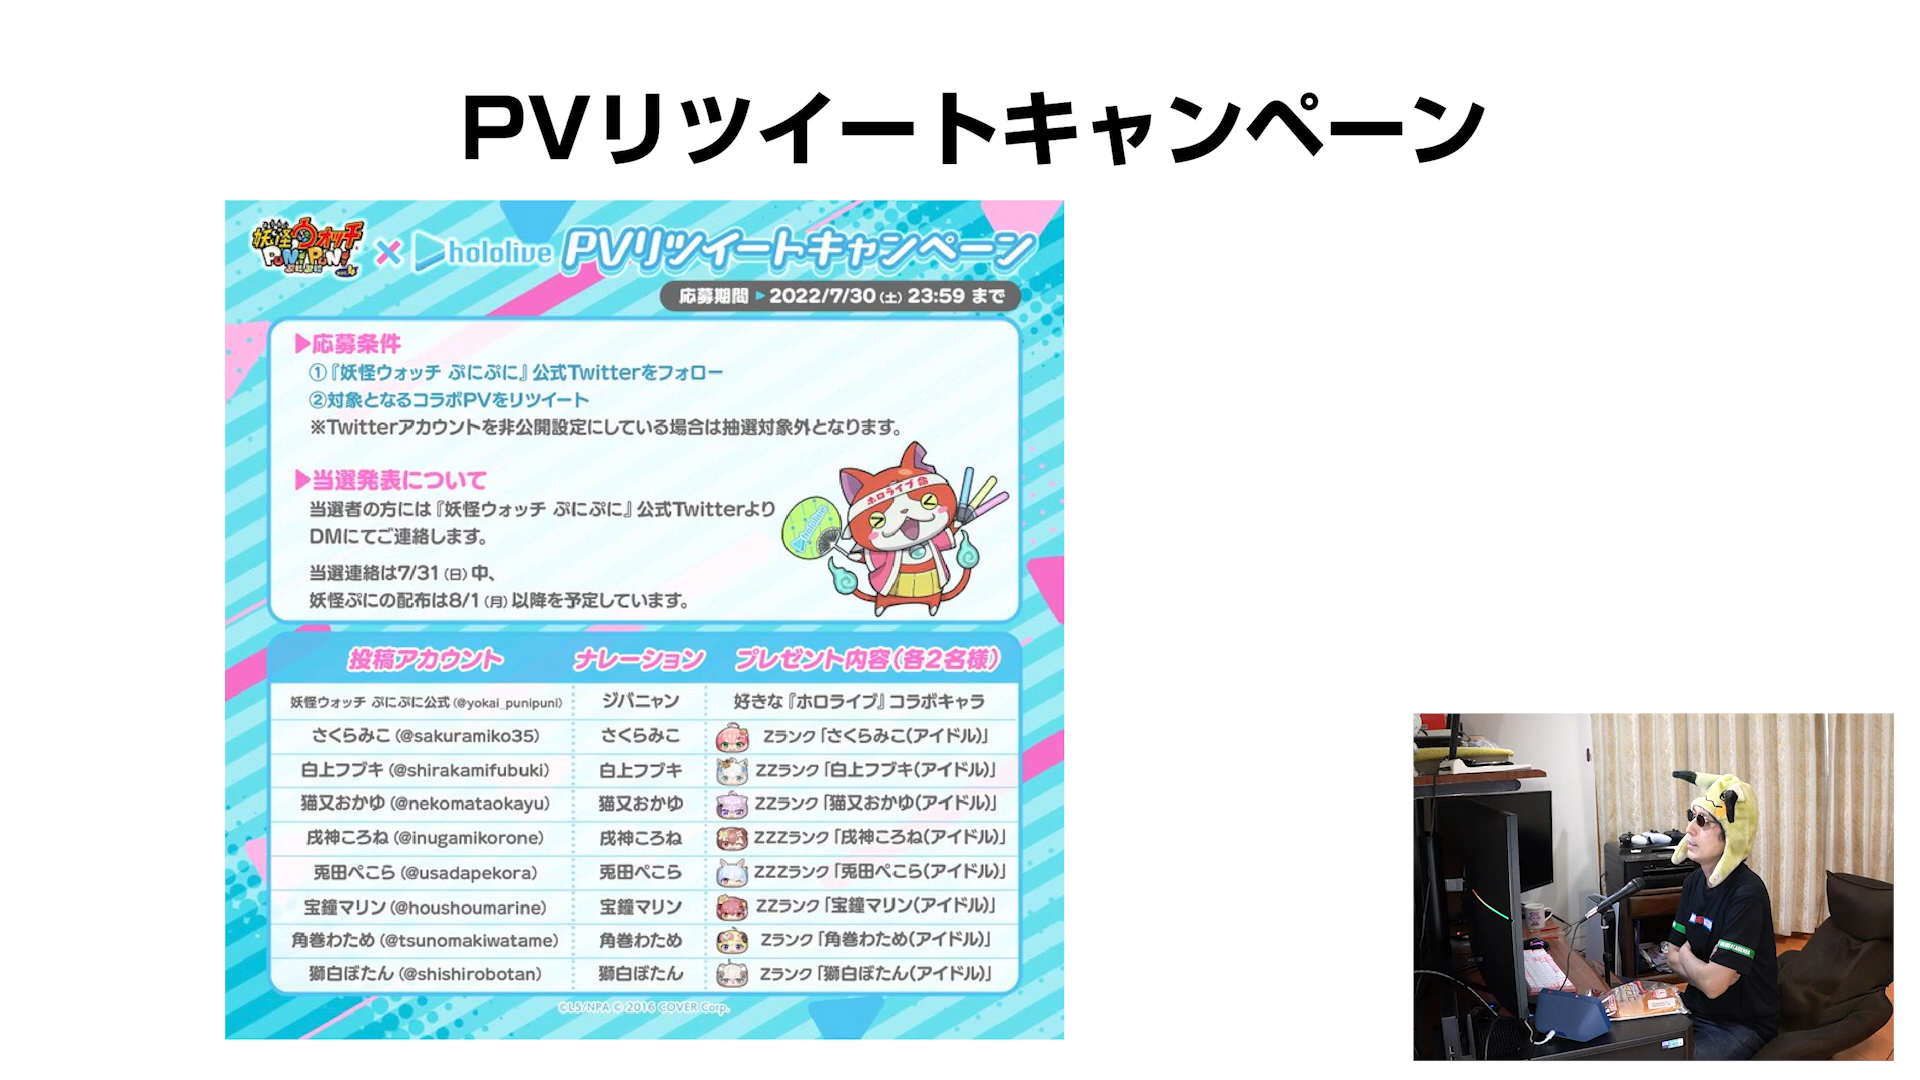 PVリツイートキャンペーン
妖怪ウォッチ
PUNiPUNi
ぷにぷに
×
hololive
PVリツイートキャンペーン
応募期間 ▶ 2022/7/30(土) 23:59 まで
▶応募条件
①『妖怪ウォッチ ぷにぷに』公式Twitterをフォロー
②対象となるコラボPVをリツイート
※Twitterアカウントを非公開設定にしている場合は抽選対象外となります。
ホロライブ命
hololive
▶当選発表について
当選者の方には『妖怪ウォッチ ぷにぷに』公式Twitterより
DMにてご連絡します。
当選連絡は7/31(日)中、
妖怪ぷにの配布は8/1(月)以降を予定しています。
投稿アカウント ナレーション プレゼント内容(各2名様)
妖怪ウォッチ ぷにぷに公式(@yokai_punipuni) ジバニャン 好きな『ホロライブ』コラボキャラ
さくらみこ(@sakuramiko35) さくらみこ Zランク「さくらみこ(アイドル)」
白上フブキ(@shirakamifubuki) 白上フブキ ZZランク「白上フブキ(アイドル)」
猫又おかゆ(@nekomataokayu) 猫又おかゆ ZZランク「猫又おかゆ(アイドル)」
戌神ころね(@inugamikorone) 戌神ころね ZZZランク「戌神ころね(アイドル)」
兎田ぺこら(@usadapekora) 兎田ぺこら ZZZランク「兎田ぺこら(アイドル)」
宝鐘マリン(@houshoumarine) 宝鐘マリン ZZランク「宝鐘マリン(アイドル)」
角巻わため(@tsunomakiwatame) 角巻わため Zランク「角巻わため(アイドル)」
獅白ぼたん(@shishirobotan) 獅白ぼたん Zランク「獅白ぼたん(アイドル)」
©L5/NPA © 2016 COVER Corp.